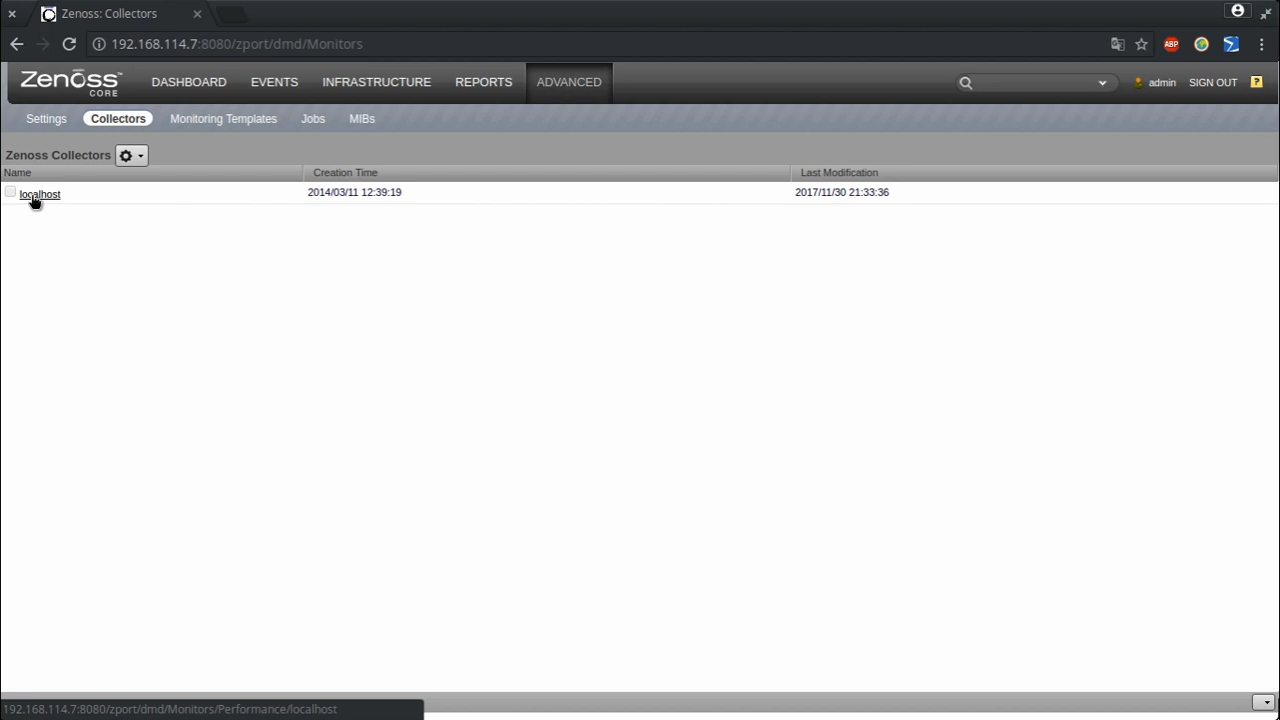 Zenoss: Collectors
192.168.114.7:8080/zport/dmd/Monitors
ABP
Zenoss™ CORE
DASHBOARD EVENTS INFRASTRUCTURE REPORTS ADVANCED
admin SIGN OUT ?
Settings Collectors Monitoring Templates Jobs MIBs
Zenoss Collectors
Name Creation Time Last Modification
localhost 2014/03/11 12:39:19 2017/11/30 21:33:36
192.168.114.7:8080/zport/dmd/Monitors/Performance/localhost